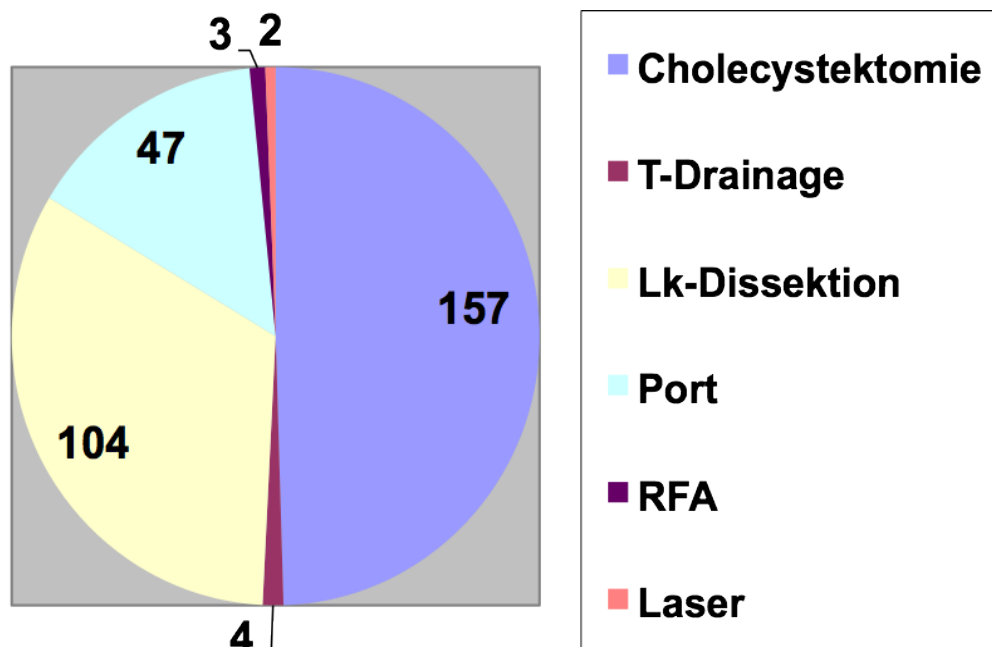 3 2
47
157
104
4
Cholecystektomie
T-Drainage
Lk-Dissektion
Port
RFA
Laser